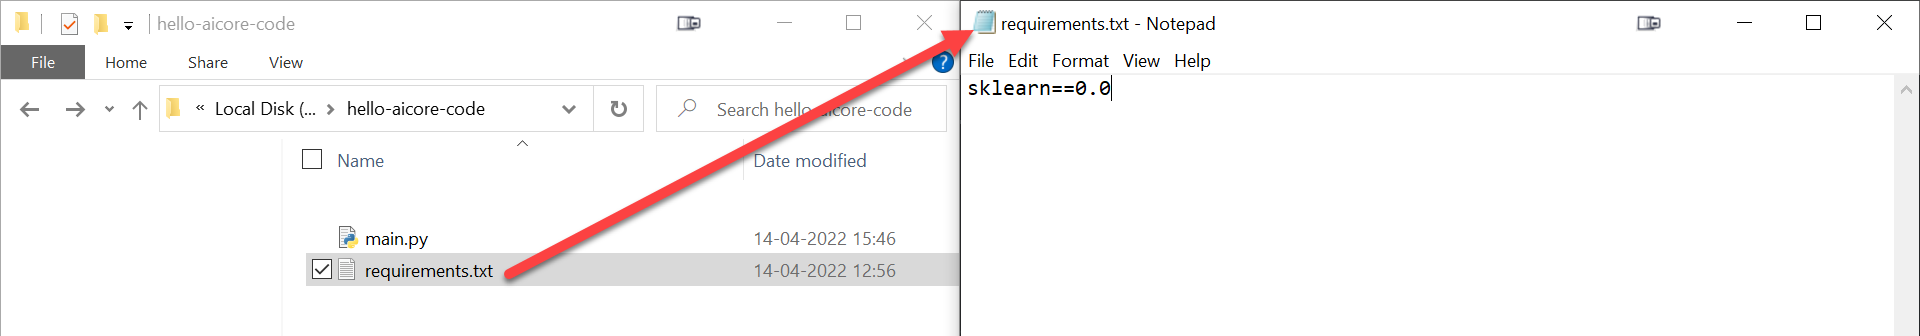 hello-aicore-code
File Home Share View
?
« Local Disk (... > hello-aicore-code
Search hello-aicore-code
Name Date modified
main.py 14-04-2022 15:46
requirements.txt 14-04-2022 12:56
requirements.txt - Notepad
File Edit Format View Help
sklearn==0.0